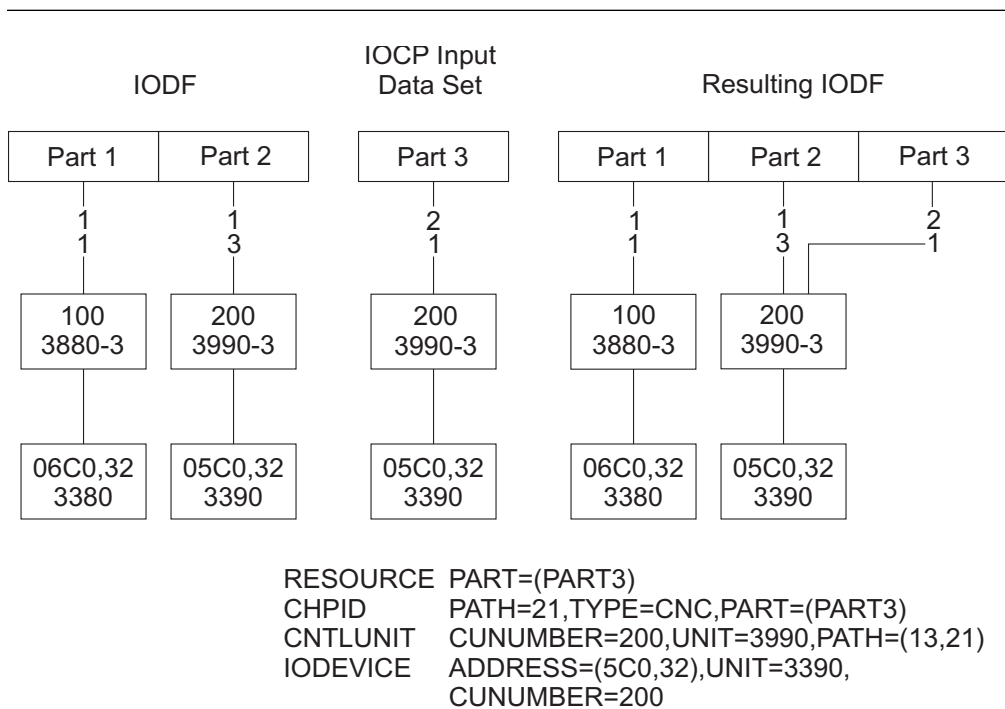 IODF
IOCP Input
Data Set
Resulting IODF
Part 1 Part 2 Part 3 Part 1 Part 2 Part 3
1 1 2 1 1 2
1 3 1 1 3 1
100 200 200 100 200
3880-3 3990-3 3990-3 3880-3 3990-3
06C0,32 05C0,32 05C0,32 06C0,32 05C0,32
3380 3390 3390 3380 3390
RESOURCE PART=(PART3)
CHPID PATH=21,TYPE=CNC,PART=(PART3)
CNTLUNIT CUNUMBER=200,UNIT=3990,PATH=(13,21)
IODEVICE ADDRESS=(5C0,32),UNIT=3390,
CUNUMBER=200